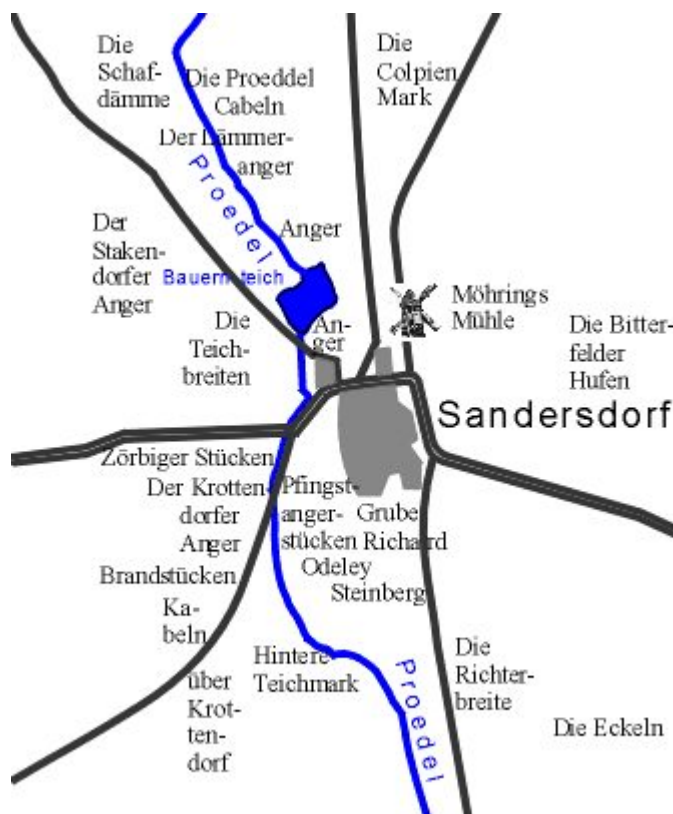 Die
Schaf-
dämme
Die Proeddel
Cabeln
Der Lämmer-
anger
Die
Colpien
Mark
Proedel
Anger
Der
Staken-
dorfer
Anger
Bauernteich
An-
ger
Möhrings
Mühle
Die
Teich-
breiten
Die Bitter-
felder
Hufen
Sandersdorf
Zörbiger Stücken
Der Krotten-
dorfer
Anger
Pfingst-
anger-
stücken
Grube
Richard
Odeley
Steinberg
Brandstücken
Ka-
beln
über
Krot-
ten-
dorf
Hintere
Teichmark
Proedel
Die
Richter-
breite
Die Eckeln